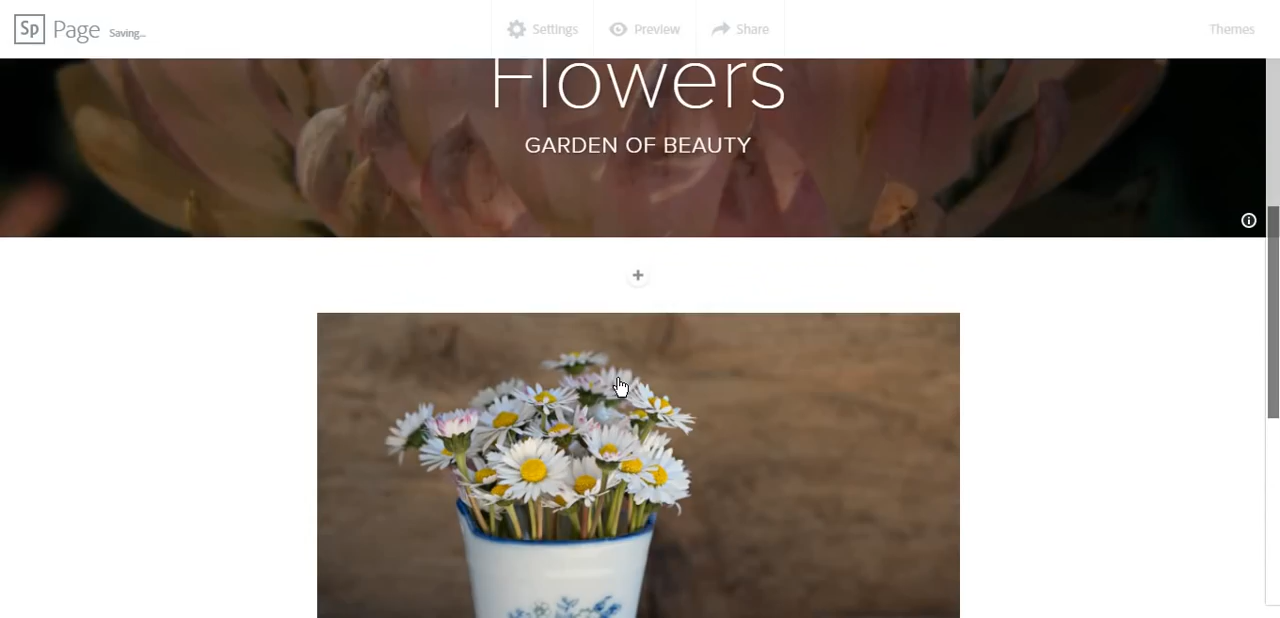 Sp Page Saving... Settings Preview Share Themes
Flowers
GARDEN OF BEAUTY